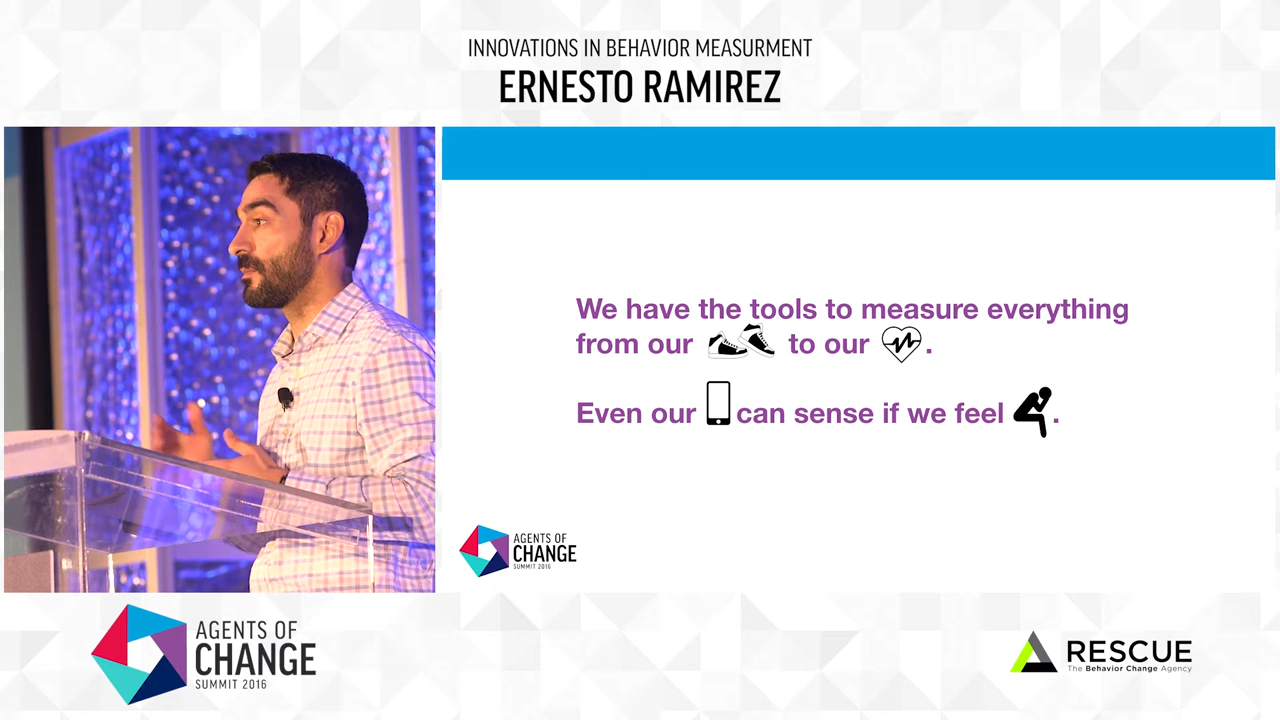 INNOVATIONS IN BEHAVIOR MEASURMENT
ERNESTO RAMIREZ
We have the tools to measure everything
from our to our .
Even our can sense if we feel .
AGENTS OF
CHANGE
SUMMIT 2016
AGENTS OF
CHANGE
SUMMIT 2016
RESCUE
The Behavior Change Agency